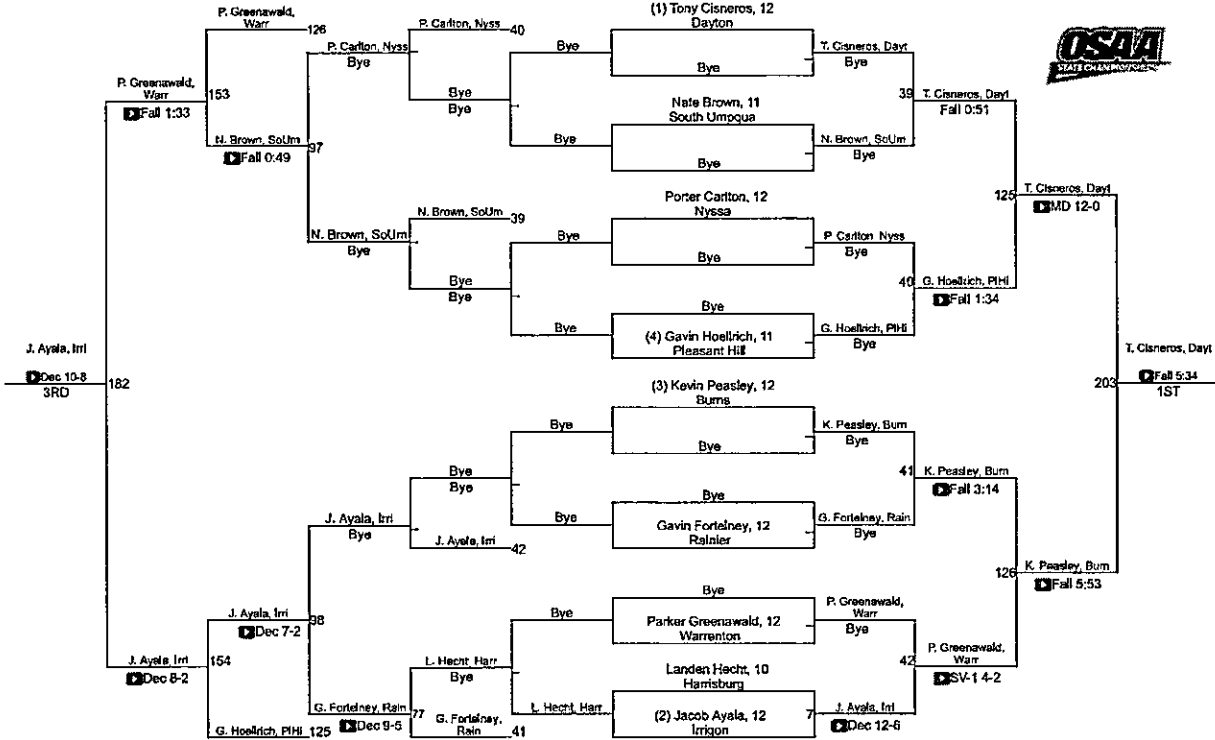 P. Greenawald,
Warr
126
P. Greenawald,
Warr
Fall 1:33
153
N. Brown, SoUm
Fall 0:49
97
P. Carlton, Nyss
Bye
P. Carlton, Nyss
40
Bye
Bye
N. Brown, SoUm
Bye
N. Brown, SoUm
39
Bye
Bye
Bye
Bye
Bye
Bye
(1) Tony Cisneros, 12
Dayton
Bye
Nate Brown, 11
South Umpqua
Bye
Porter Carlton, 12
Nyssa
Bye
Bye
(4) Gavin Hoellrich, 11
Pleasant Hill
T. Cisneros, Dayt
Bye
N. Brown, SoUm
Bye
P. Carlton, Nyss
Bye
G. Hoellrich, PlHi
Bye
39
T. Cisneros, Dayt
Fall 0:51
40
G. Hoellrich, PlHi
Fall 1:34
125
T. Cisneros, Dayt
MD 12-0
OSAA
STATE CHAMPIONSHIPS
J. Ayala, Irri
Dec 10-8
3RD
182
203
T. Cisneros, Dayt
Fall 5:34
1ST
J. Ayala, Irri
Dec 8-2
154
J. Ayala, Irri
Dec 7-2
98
G. Hoellrich, PlHi
125
J. Ayala, Irri
Bye
Bye
Bye
J. Ayala, Irri
42
G. Forteiney, Rain
Dec 9-5
77
L. Hecht, Harr
Bye
G. Forteiney,
Rain
41
Bye
Bye
Bye
L. Hecht, Harr
(3) Kevin Peasley, 12
Burns
Bye
Bye
Gavin Forteiney, 12
Rainier
Bye
Parker Greenawald, 12
Warrenton
Landen Hecht, 10
Harrisburg
(2) Jacob Ayala, 12
Irrigon
7
K. Peasley, Burn
Bye
G. Forteiney, Rain
Bye
P. Greenawald,
Warr
Bye
J. Ayala, Irri
Dec 12-6
41
K. Peasley, Burn
Fall 3:14
42
P. Greenawald,
Warr
SV-1 4-2
126
K. Peasley, Burn
Fall 5:53